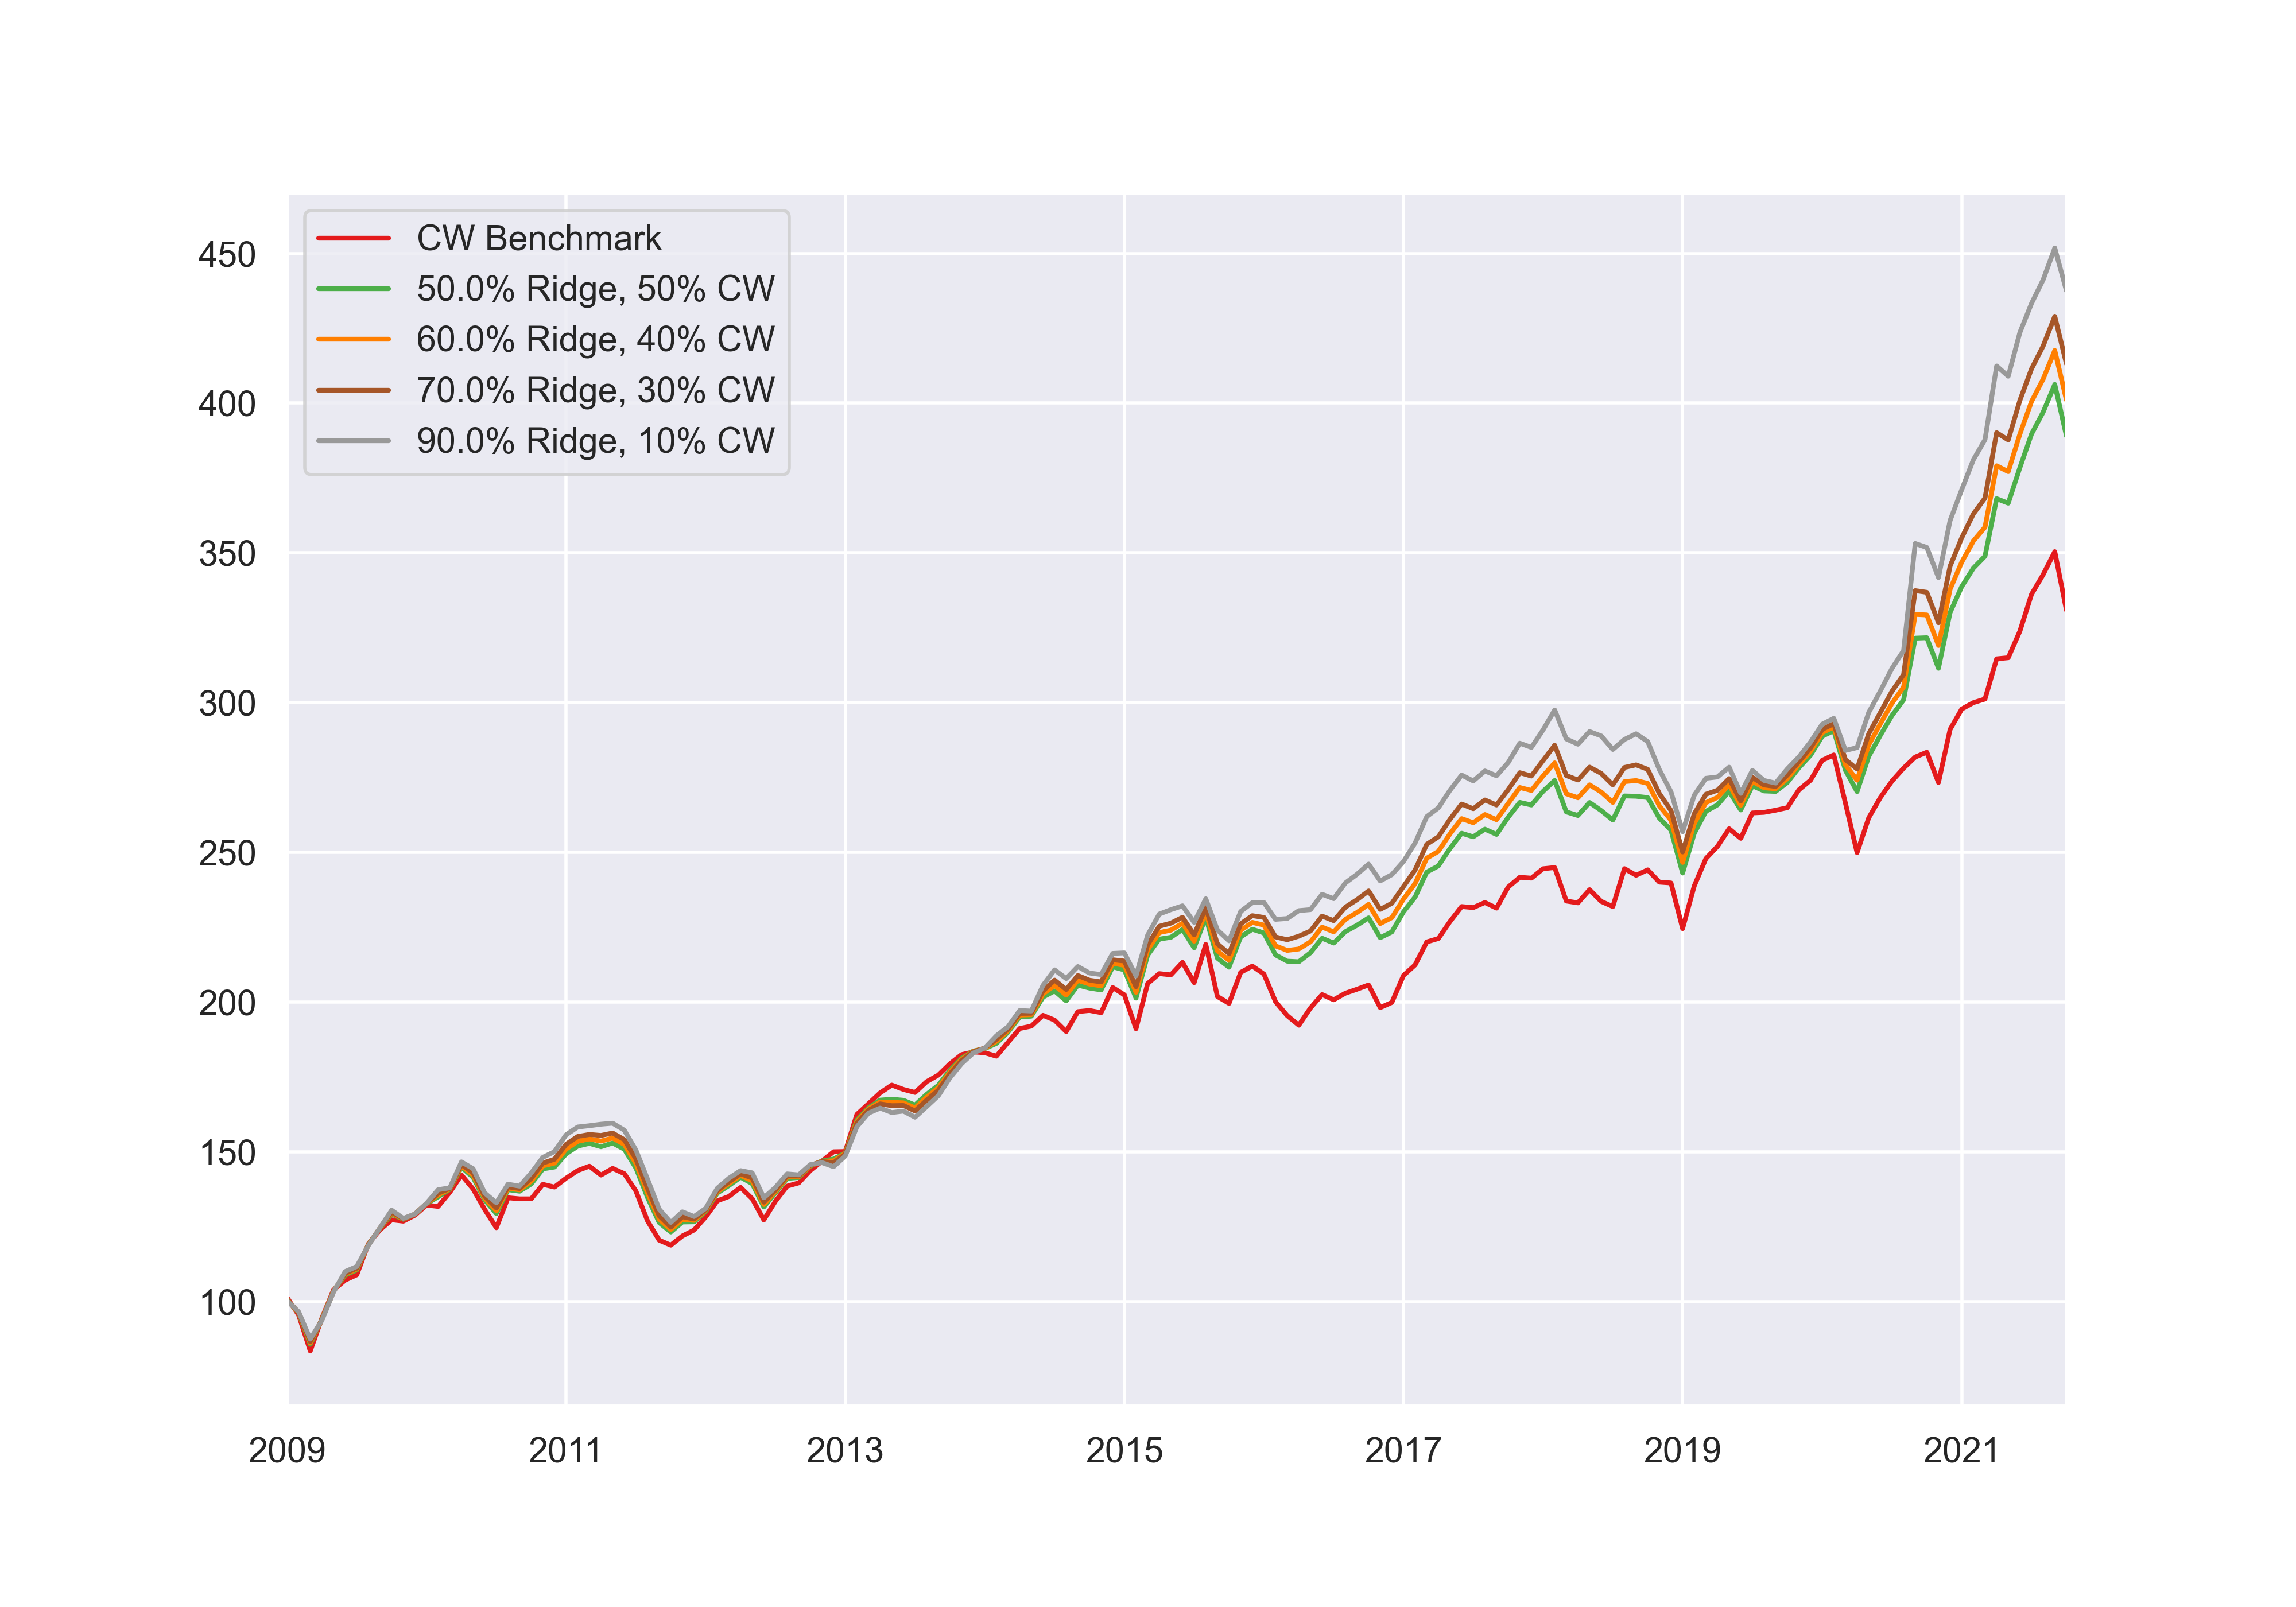 CW Benchmark
50.0% Ridge, 50% CW
60.0% Ridge, 40% CW
70.0% Ridge, 30% CW
90.0% Ridge, 10% CW
450
400
350
300
250
200
150
100
2009 2011 2013 2015 2017 2019 2021